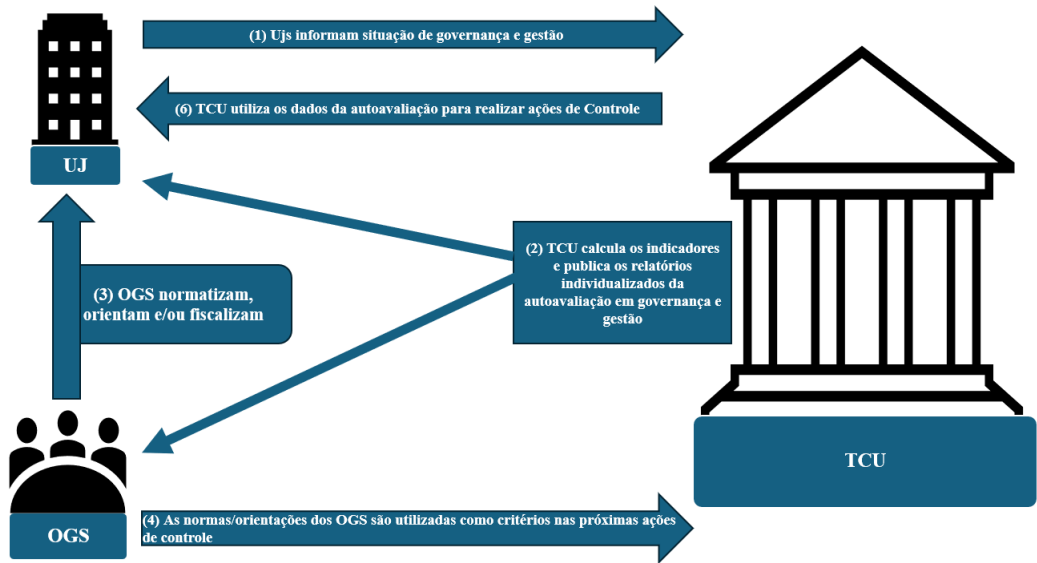 (1) Ujs informam situação de governança e gestão
(6) TCU utiliza os dados da autoavaliação para realizar ações de Controle
UJ
(2) TCU calcula os indicadores
e publica os relatórios
individualizados da
autoavaliação em governança e
gestão
(3) OGS normatizam,
orientam e/ou fiscalizam
TCU
OGS
(4) As normas/orientações dos OGS são utilizadas como critérios nas próximas ações
de controle